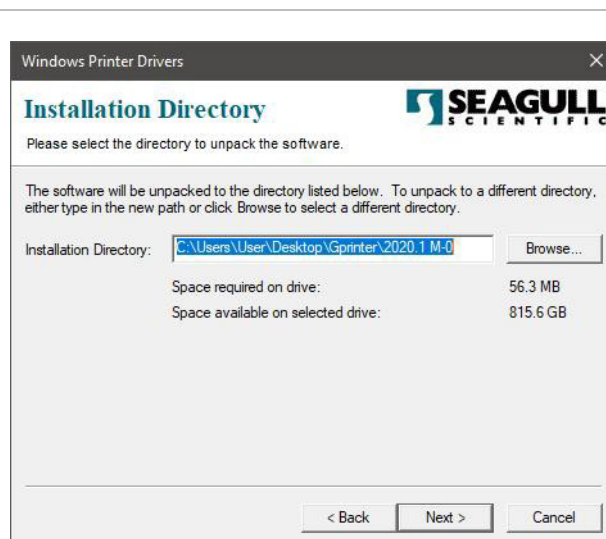 Windows Printer Drivers
Installation Directory
SEAGULL
SCIENTIFIC
Please select the directory to unpack the software.
The software will be unpacked to the directory listed below. To unpack to a different directory,
either type in the new path or click Browse to select a different directory.
Installation Directory: C:\Users\User\Desktop\Gprinter\2020.1 M-0 Browse...
Space required on drive: 56.3 MB
Space available on selected drive: 815.6 GB
< Back Next > Cancel